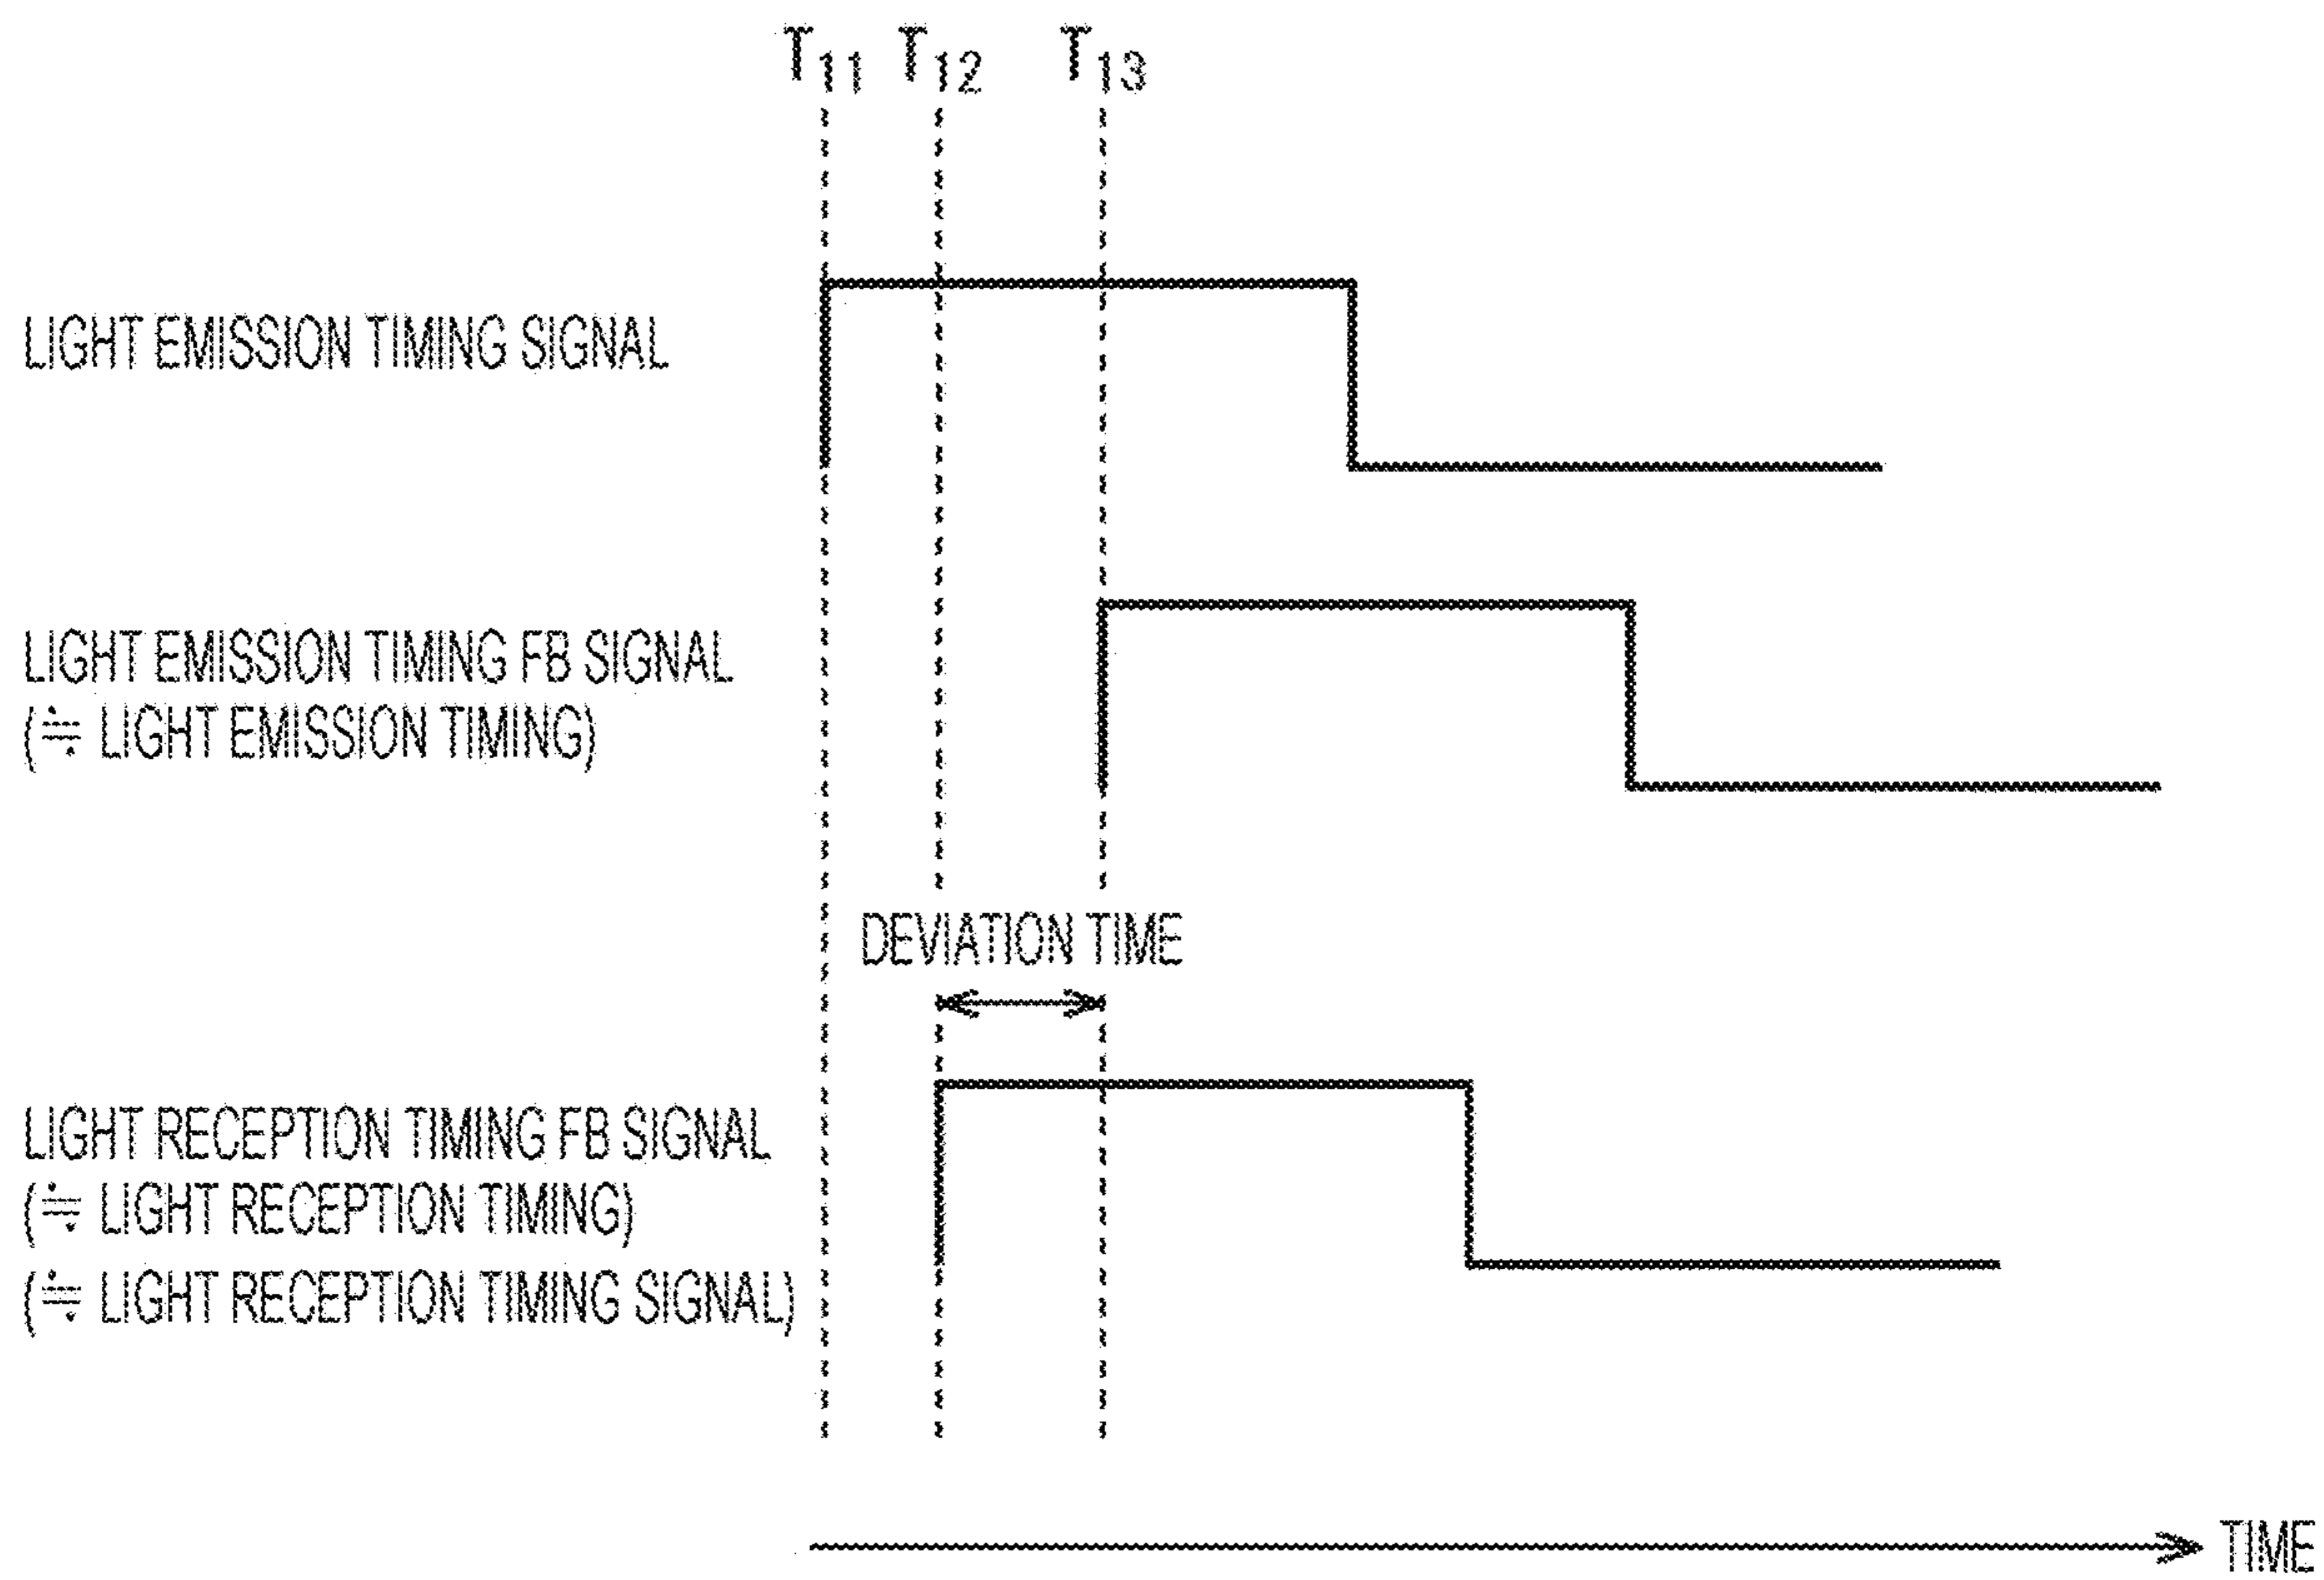 T11 T12 T13
LIGHT EMISSION TIMING SIGNAL
LIGHT EMISSION TIMING FB SIGNAL
(≒ LIGHT EMISSION TIMING)
DEVIATION TIME
LIGHT RECEPTION TIMING FB SIGNAL
(≒ LIGHT RECEPTION TIMING)
(≒ LIGHT RECEPTION TIMING SIGNAL)
TIME